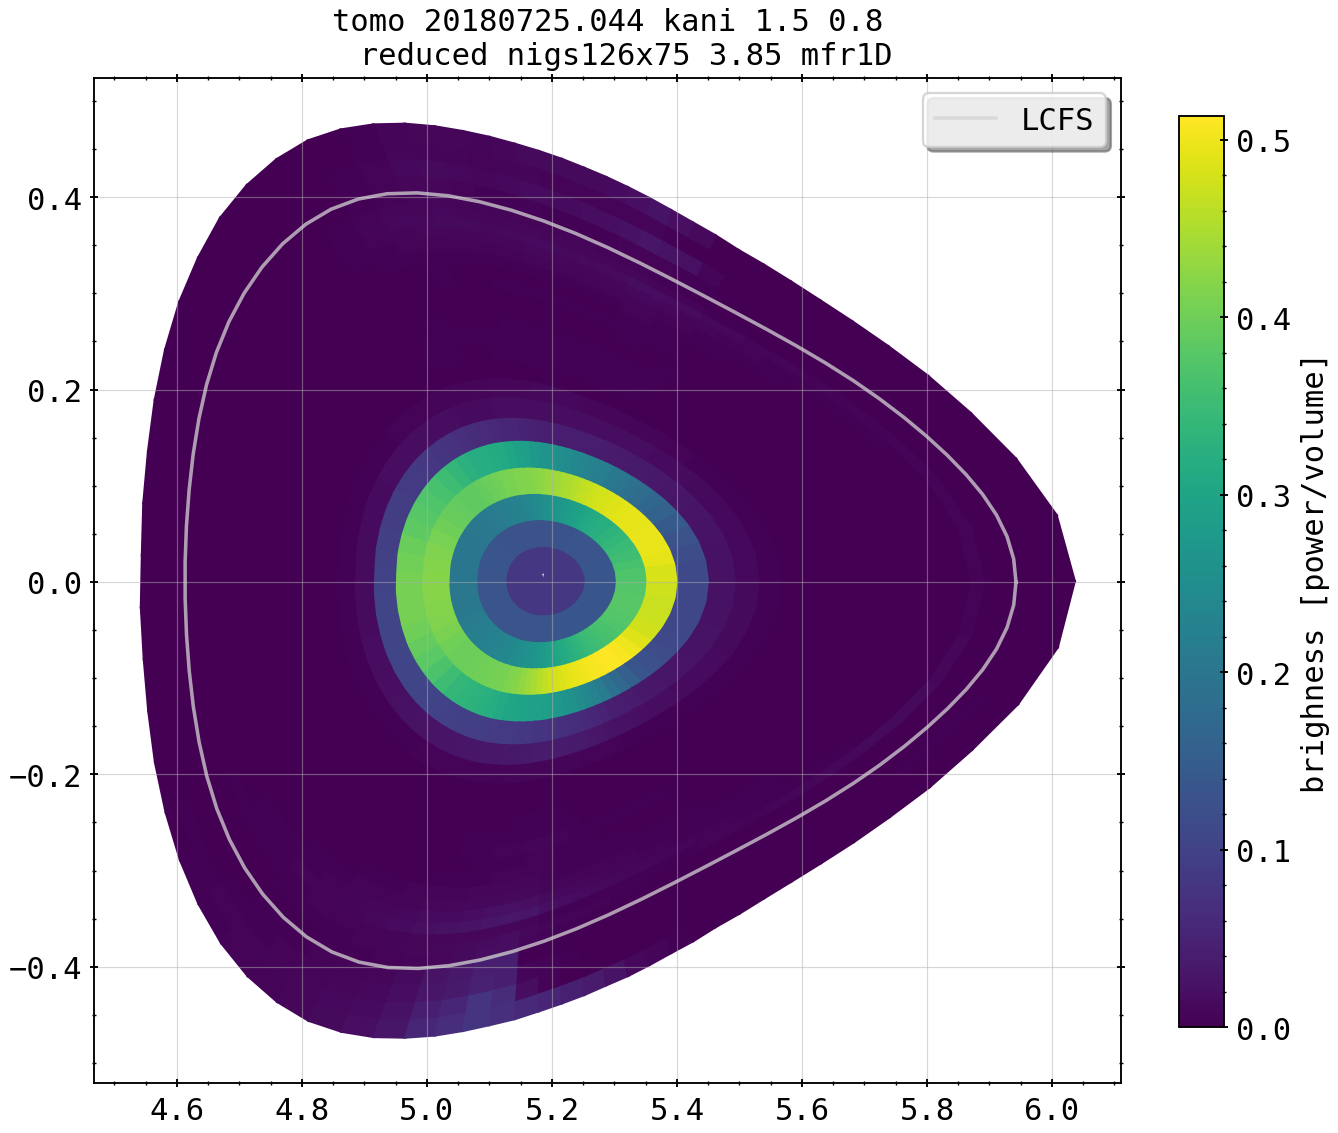 tomo 20180725.044 kani 1.5 0.8
reduced nigs126x75 3.85 mfr1D
LCFS
0.4
0.2
0.0
−0.2
−0.4
4.6 4.8 5.0 5.2 5.4 5.6 5.8 6.0
0.5
0.4
0.3
0.2
0.1
0.0
brighness [power/volume]